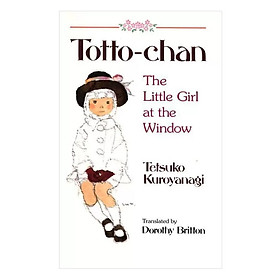 Totto-chan
The
Little Girl
at the
Window
Tetsuko
Kuroyanagi
Translated by
Dorothy Britton